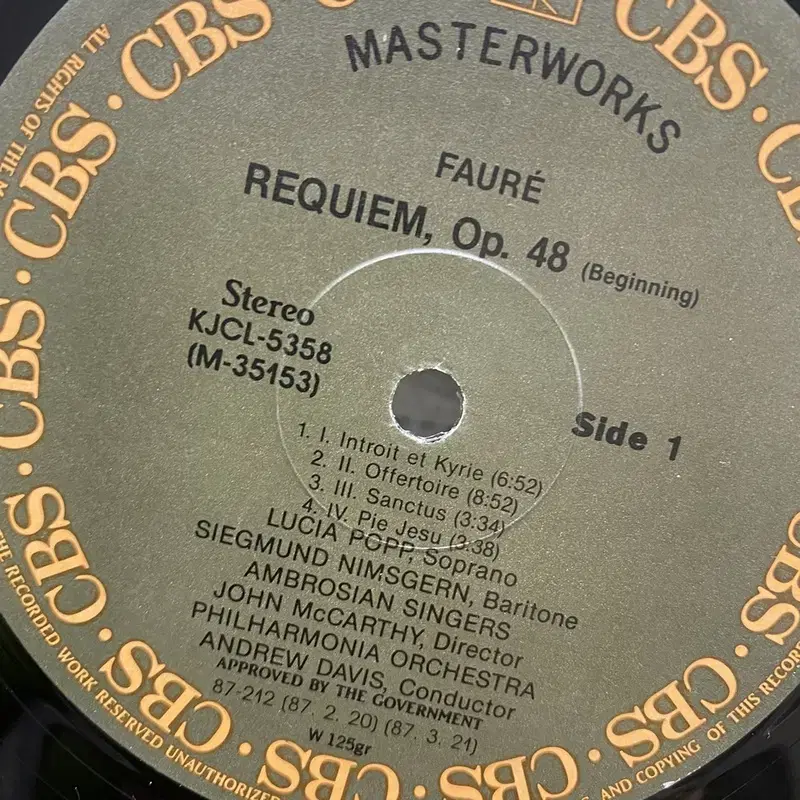 MASTERWORKS
FAURÉ
REQUIEM, Op. 48 (Beginning)
Stereo
KJCL-5358
(M-35153)
Side 1
1. I. Introit et Kyrie (6:52)
2. II. Offertoire (8:52)
3. III. Sanctus (3:34)
4. IV. Pie Jesu (3:38)
LUCIA POPP, Soprano
SIEGMUND NIMSGERN, Baritone
AMBROSIAN SINGERS
JOHN McCARTHY, Director
PHILHARMONIA ORCHESTRA
ANDREW DAVIS, Conductor
APPROVED BY THE GOVERNMENT
87-212 (87. 2. 20) (87. 3. 21)
W 125gr
CBS · CBS · CBS · CBS · CBS · CBS · CBS · CBS · CBS · CBS · CBS · CBS
ALL RIGHTS OF THE
THE RECORDED WORK RESERVED UNAUTHORIZED
AND COPYING OF THIS RECORD